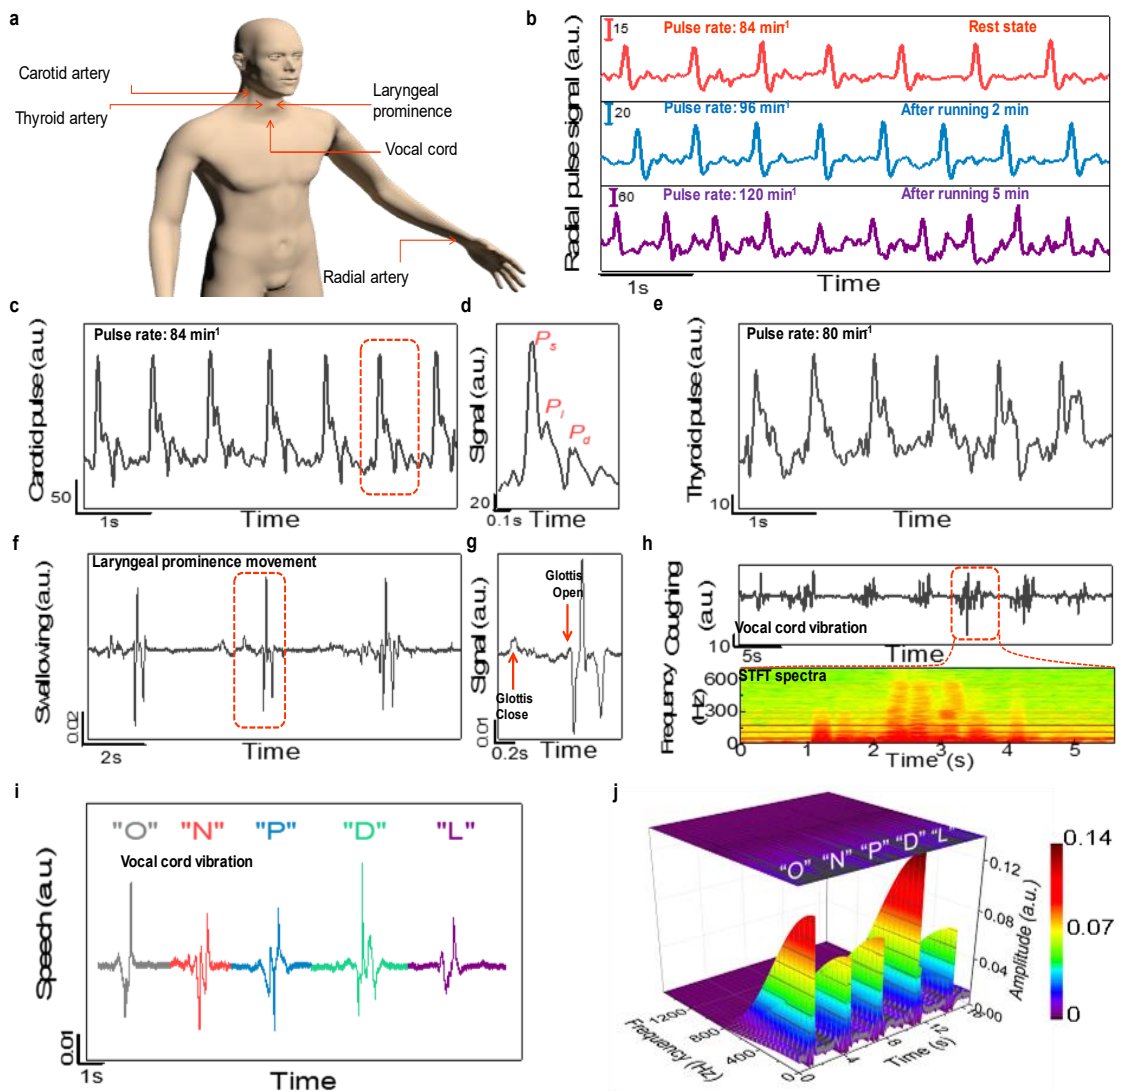 a
Carotid artery
Thyroid artery
Laryngeal
prominence
Vocal cord
Radial artery
b
Radial pulse signal (a.u.)
15
Pulse rate: 84 min-1
Rest state
20
Pulse rate: 96 min-1
After running 2 min
60
Pulse rate: 120 min-1
After running 5 min
1s
Time
c
Carotid pulse (a.u.)
Pulse rate: 84 min-1
50
1s
Time
d
Signal (a.u.)
Ps
Pl
Pd
20
0.1s
Time
e
Thyroid pulse (a.u.)
Pulse rate: 80 min-1
10
1s
Time
f
Swallowing (a.u.)
Laryngeal prominence movement
0.02
2s
Time
g
Signal (a.u.)
Glottis
Open
Glottis
Close
0.01
0.2s
Time
h
Coughing
(a.u.)
Vocal cord vibration
10
5s
Time
Frequency
(Hz)
STFT spectra
600
300
0
0
1
2
3
4
5
Time (s)
i
Speech (a.u.)
"O"
"N"
"P"
"D"
"L"
Vocal cord vibration
0.01
1s
Time
j
“O” “N” “P” “D” “L”
0.12
0.08
0.04
0.00
Amplitude (a.u.)
1200
800
400
0
Frequency (Hz)
0
4
8
12
16
Time (s)
0.14
0.07
0